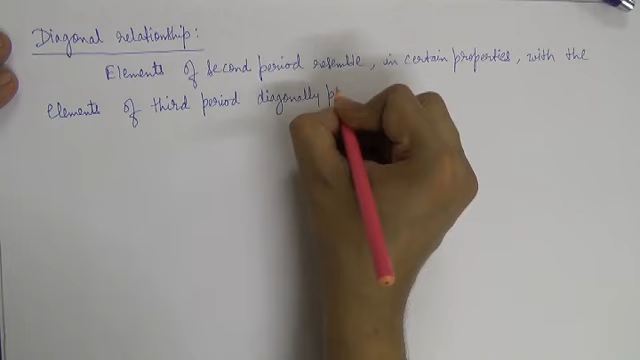 Diagonal relationship:
Elements of second period resemble, in certain properties, with the
elements of third period diagonally